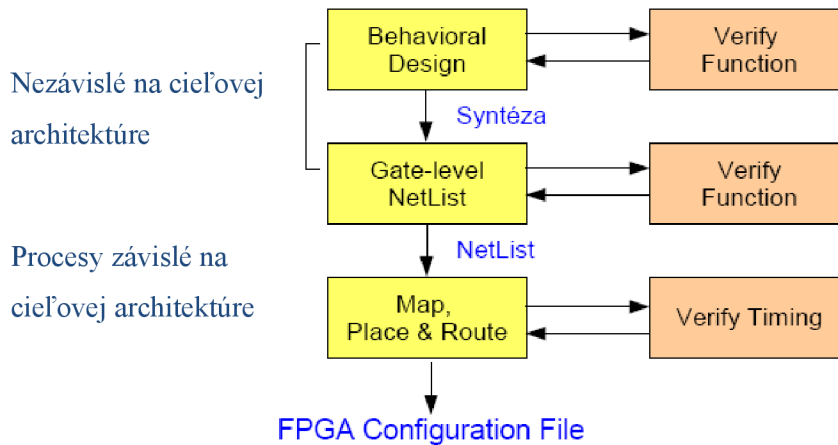 Behavioral
Design
Verify
Function
Nezávislé na cieľovej
architektúre
Syntéza
Gate-level
NetList
Verify
Function
Procesy závislé na
cieľovej architektúre
NetList
Map,
Place & Route
Verify Timing
FPGA Configuration File